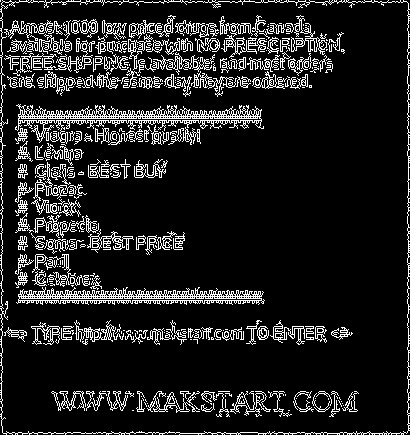 Almost 1000 low priced drugs from Canada,
available for purchase with NO PRESCRIPTION,
FREE SHIPPING is available, and most orders
are shipped the same day they are ordered.
# Viagra - Highest quality!
# Levitra
# Cialis - BEST BUY
# Prozac
# Vioxx
# Propecia
# Soma - BEST PRICE
# Paxil
# Celebrex
=> TYPE http://www.makstart.com TO ENTER <=
WWW.MAKSTART.COM